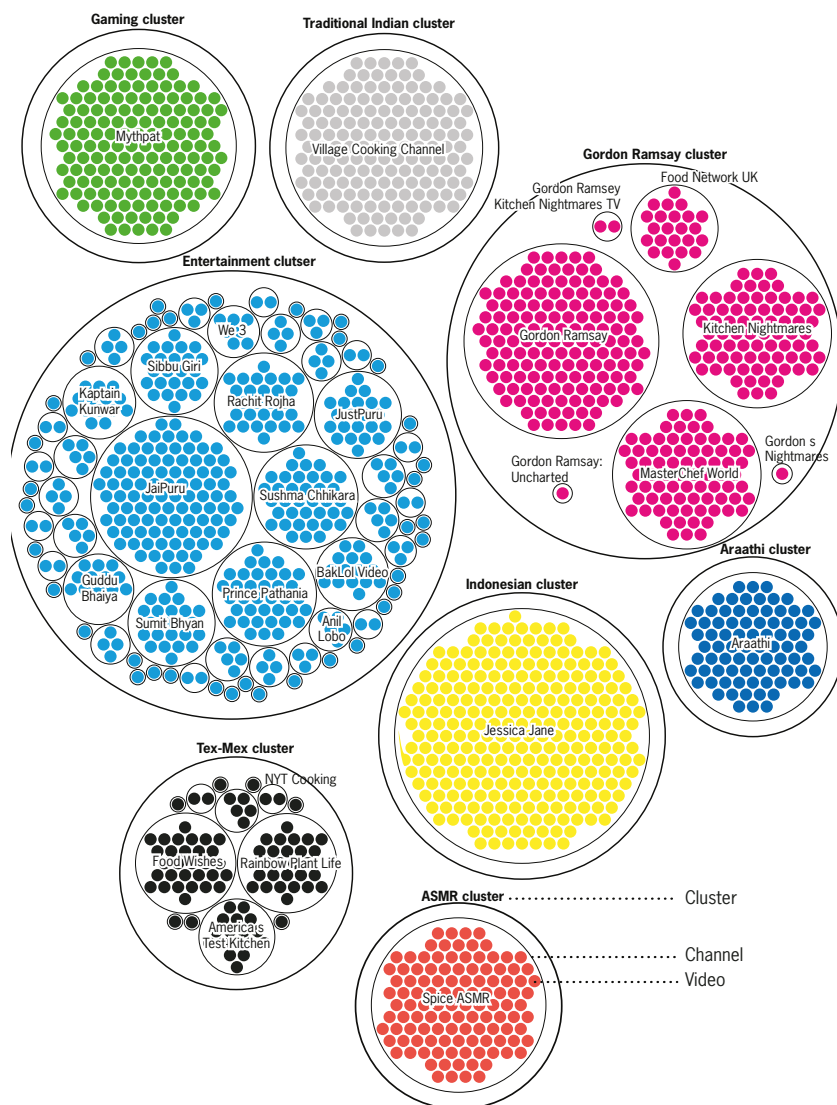 Gaming cluster
Traditional Indian cluster
Mythpat
Village Cooking Channel
Gordon Ramsay cluster
Food Network UK
Gordon Ramsey
Kitchen Nightmares TV
Gordon Ramsay
Kitchen Nightmares
MasterChef World
Gordon s
Nightmares
Gordon Ramsay:
Uncharted
Entertainment clutser
We 3
Sibbu Giri
Kaptain
Kunwar
Rachit Rojha
JustPuru
JaiPuru
Sushma Chhikara
BakLol Video
Guddu
Bhaiya
Prince Pathania
Sumit Bhyan
Anil
Lobo
Araathi cluster
Araathi
Indonesian cluster
Jessica Jane
Tex-Mex cluster
NYT Cooking
Food Wishes
Rainbow Plant Life
America s
Test Kitchen
ASMR cluster
Spice ASMR
Cluster
Channel
Video